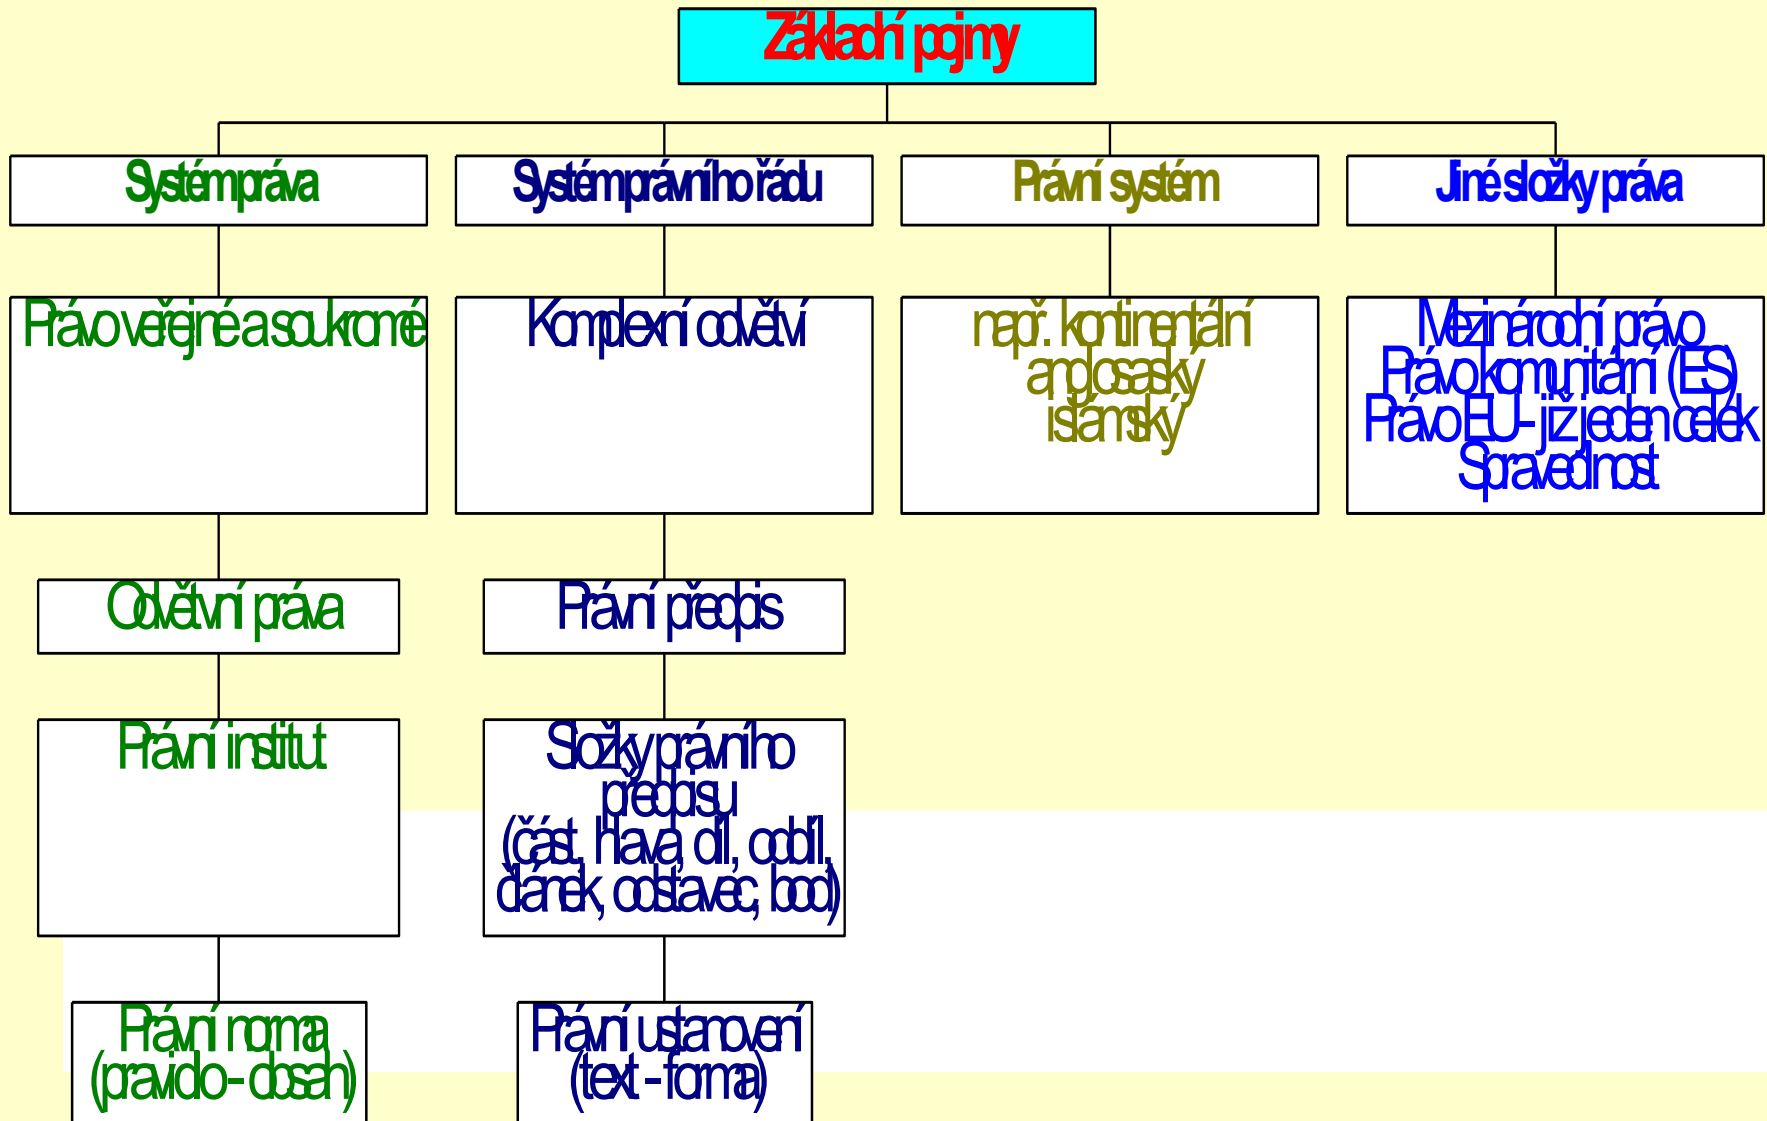 Základní pojmy
Systém práva
Systém právního řádu
Právní systém
Jiné složky práva
Právo veřejné a soukromé
Komplexní odvětví
např. kontinentální
anglosaský
islámský
Mezinárodní právo
Právo komunitární (ES)
Právo EU - již jeden celek
Spravednost
Odvětvní práva
Právní předpis
Právní institut
Složky právního
předpisu
(část, hlava, díl, oddíl,
článek, odstavec, bod)
Právní norma
(pravidlo - obsah)
Právní ustanovení
(text - forma)